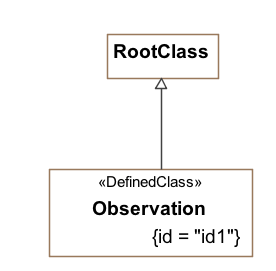 RootClass
«DefinedClass»
Observation
{id = "id1"}